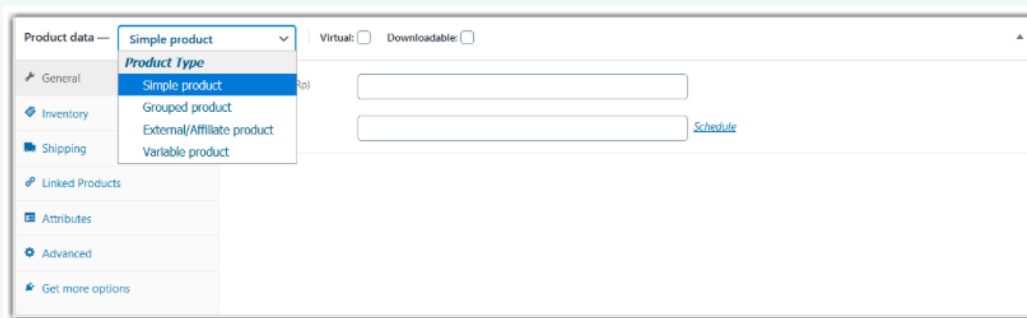 Product data — Simple product Virtual: Downloadable:
Product Type
General
Simple product
Rp)
Grouped product
Inventory
External/Affiliate product
Schedule
Shipping
Variable product
Linked Products
Attributes
Advanced
Get more options